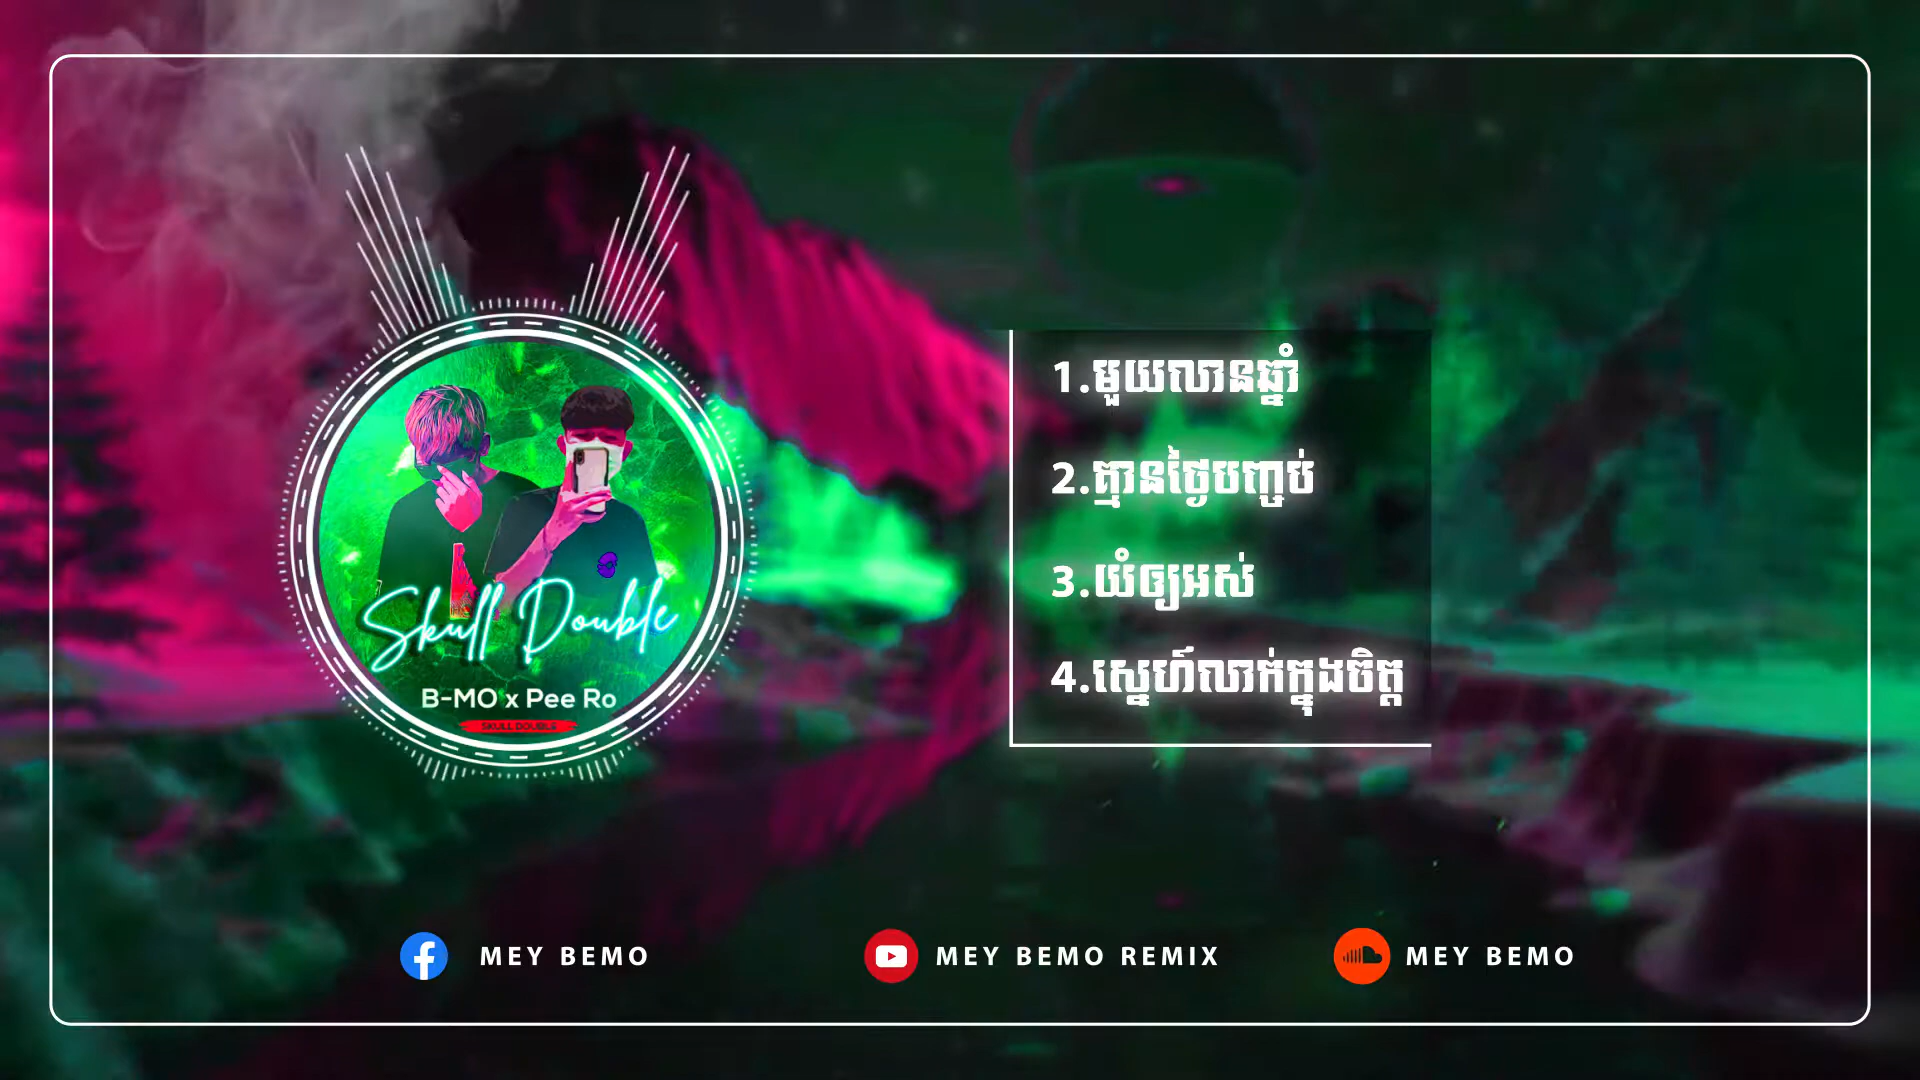 Skull Double
B-MO x Pee Ro
SKULL DOUBLE
1.មួយលានឆ្នាំ
2.គ្មានថ្ងៃបញ្ចប់
3.យំឲ្យអស់
4.ស្នេហ៍លាក់ក្នុងចិត្ត
MEY BEMO
MEY BEMO REMIX
MEY BEMO